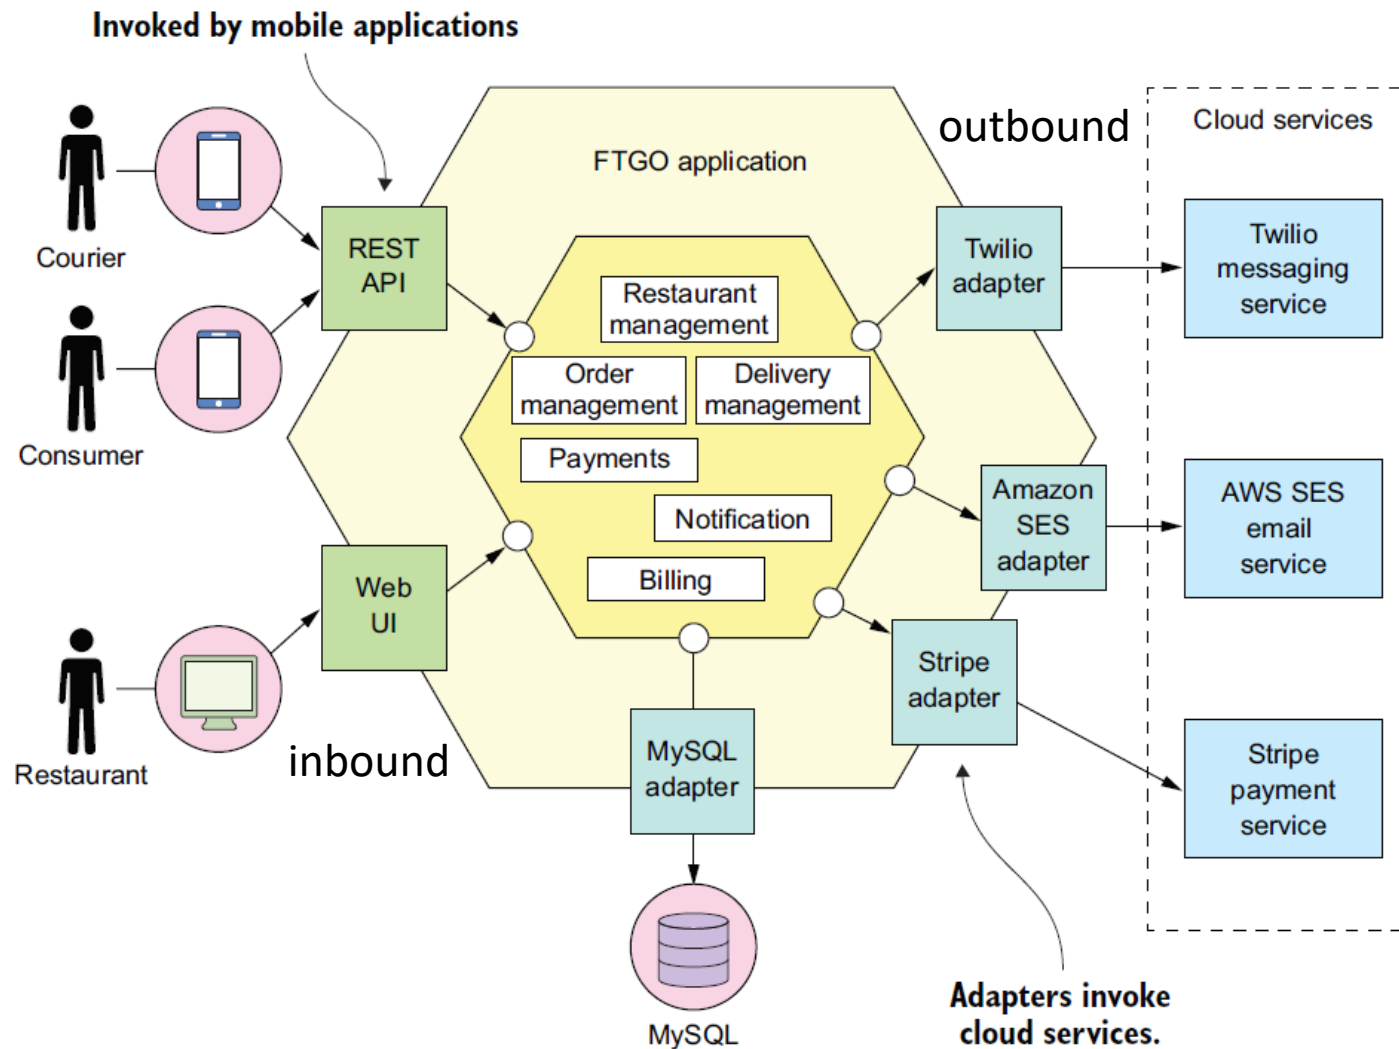 Invoked by mobile applications
outbound
Cloud services
FTGO application
Courier
REST
API
Twilio
adapter
Twilio
messaging
service
Restaurant
management
Order
management
Delivery
management
Consumer
Payments
Notification
Billing
Amazon
SES
adapter
AWS SES
email
service
Web
UI
Restaurant
inbound
Stripe
adapter
MySQL
adapter
Stripe
payment
service
MySQL
Adapters invoke
cloud services.